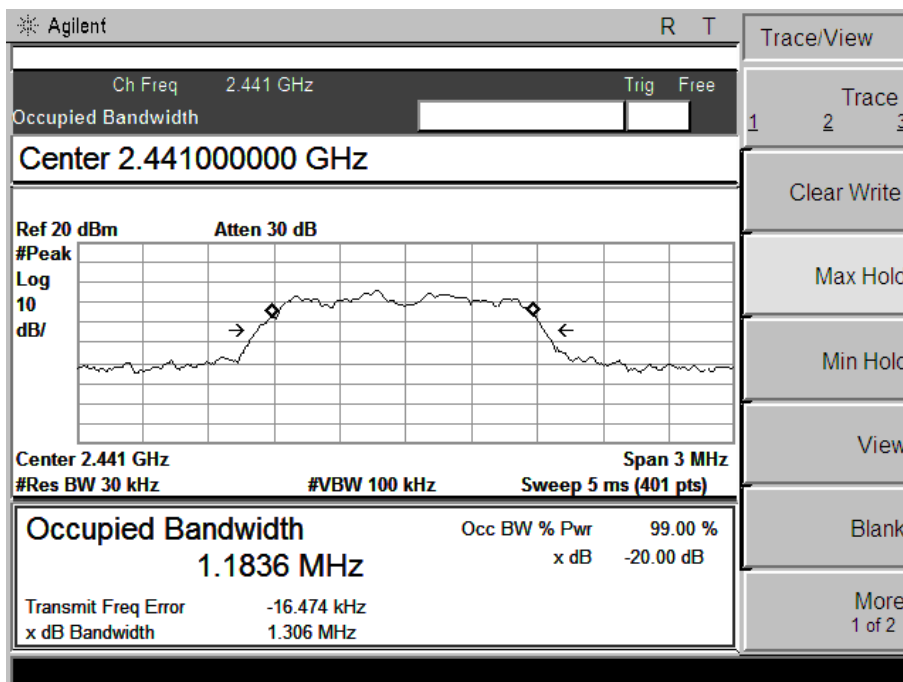 Agilent R T
Trace/View
Ch Freq 2.441 GHz Trig Free
Occupied Bandwidth
Trace
1 2 3
Center 2.441000000 GHz
Clear Write
Ref 20 dBm Atten 30 dB
#Peak
Log
10
dB/
Max Hold
Min Hold
Center 2.441 GHz Span 3 MHz
#Res BW 30 kHz #VBW 100 kHz Sweep 5 ms (401 pts)
View
Occupied Bandwidth
1.1836 MHz
Occ BW % Pwr 99.00 %
x dB -20.00 dB
Transmit Freq Error -16.474 kHz
x dB Bandwidth 1.306 MHz
Blank
More
1 of 2